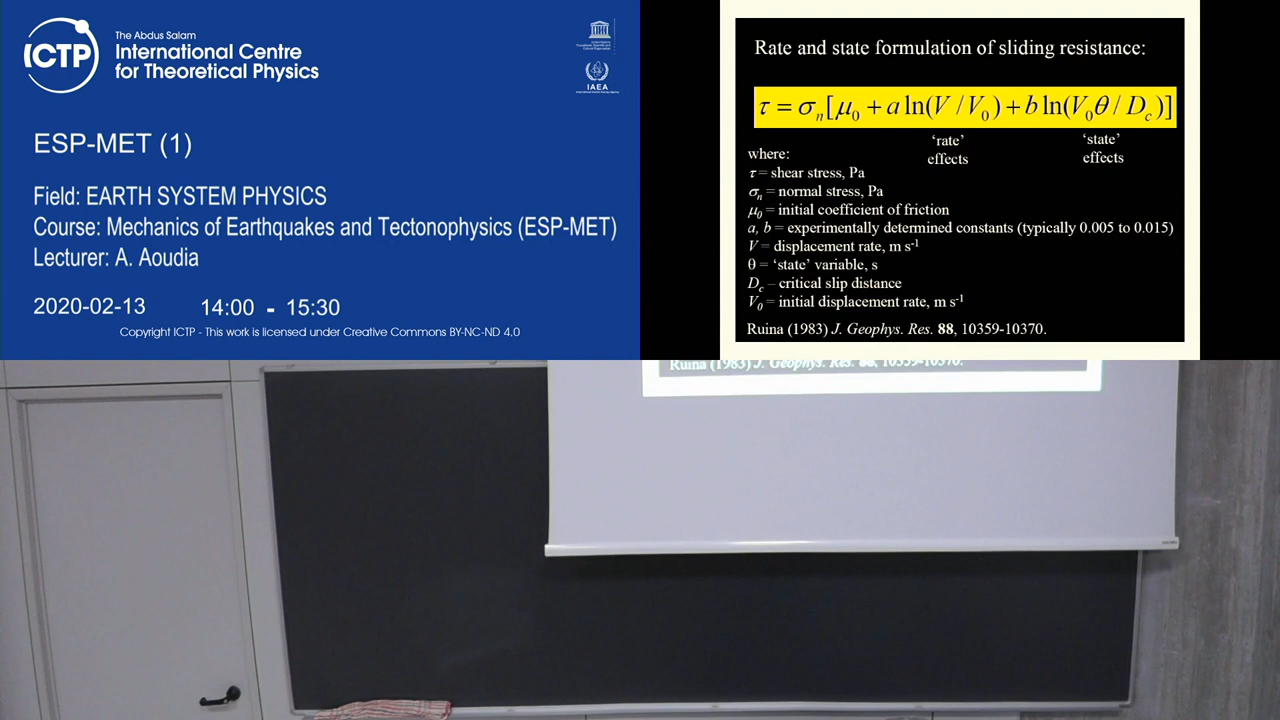 The Abdus Salam
ICTP
International Centre
for Theoretical Physics
IAEA
ESP-MET (1)
Field: EARTH SYSTEM PHYSICS
Course: Mechanics of Earthquakes and Tectonophysics (ESP-MET)
Lecturer: A. Aoudia
2020-02-13 14:00 - 15:30
Copyright ICTP - This work is licensed under Creative Commons BY-NC-ND 4.0
Rate and state formulation of sliding resistance:
τ = σₙ[μ₀ + a ln(V / V₀) + b ln(V₀θ / D_c)]
‘rate’ effects
‘state’ effects
where:
τ = shear stress, Pa
σₙ = normal stress, Pa
μ₀ = initial coefficient of friction
a, b = experimentally determined constants (typically 0.005 to 0.015)
V = displacement rate, m s⁻¹
θ = ‘state’ variable, s
D_c – critical slip distance
V₀ = initial displacement rate, m s⁻¹
Ruina (1983) J. Geophys. Res. 88, 10359-10370.
Ruina (1983) J. Geophys. Res. 88, 10359-10370.